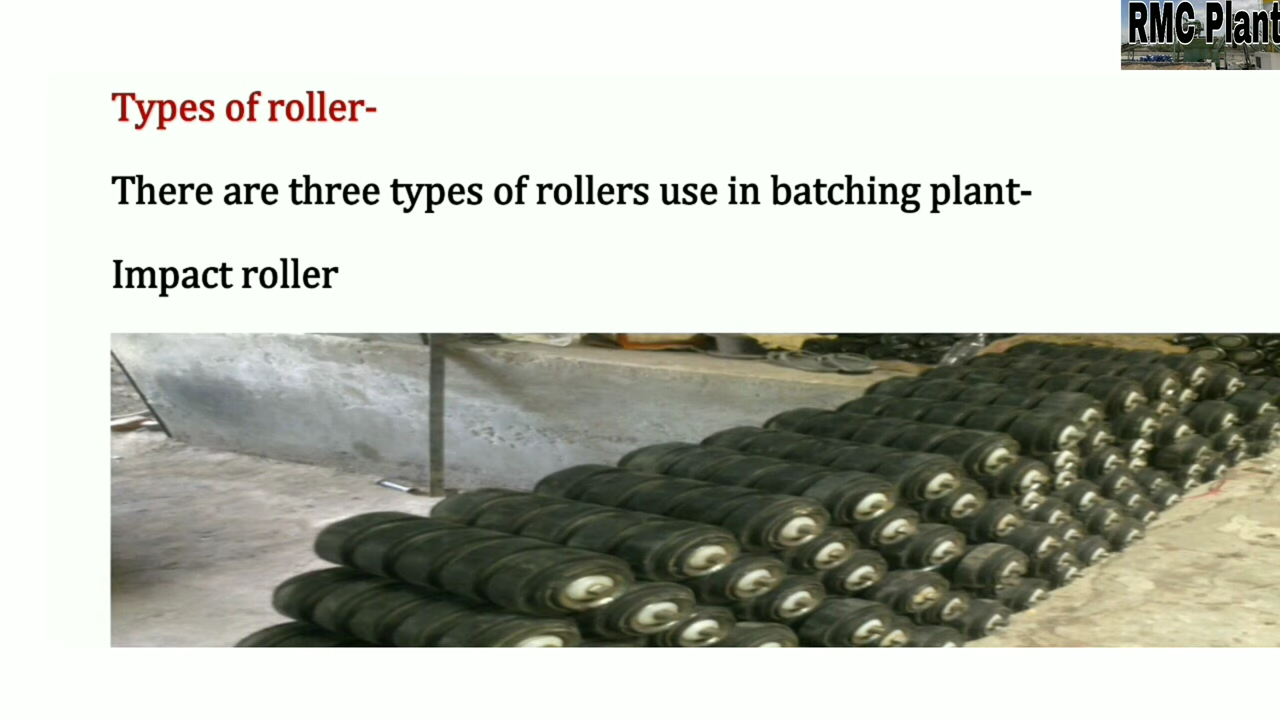 RMC Plant
Types of roller-
There are three types of rollers use in batching plant-
Impact roller